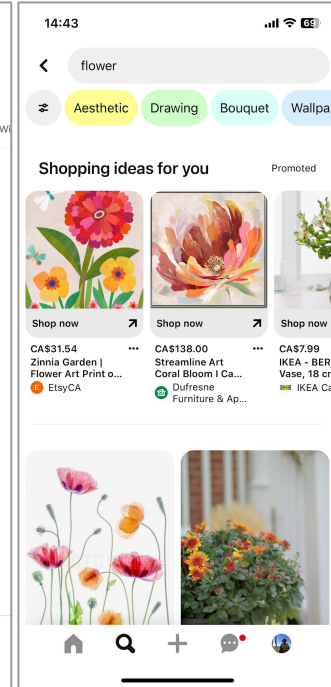 14:43
69
flower
Aesthetic
Drawing
Bouquet
Wallpa
Wi
Shopping ideas for you
Promoted
Shop now
Shop now
Shop now
CA$31.54
Zinnia Garden |
Flower Art Print o...
EtsyCA
CA$138.00
Streamline Art
Coral Bloom I Ca...
Dufresne
Furniture & Ap...
CA$7.99
IKEA - BER
Vase, 18 cr
IKEA Ca